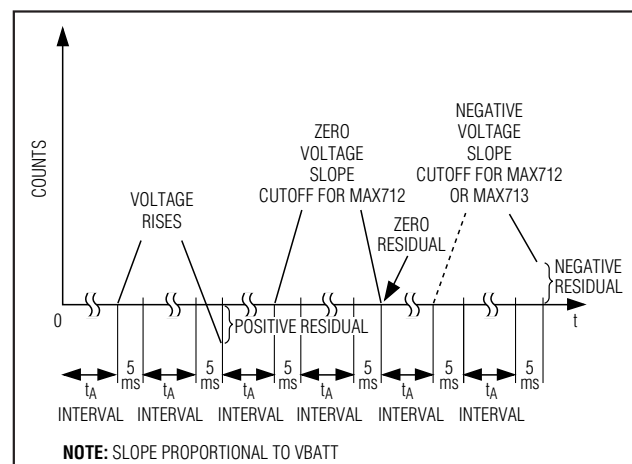 COUNTS
VOLTAGE
RISES
ZERO
VOLTAGE
SLOPE
CUTOFF FOR MAX712
NEGATIVE
VOLTAGE
SLOPE
CUTOFF FOR MAX712
OR MAX713
ZERO
RESIDUAL
NEGATIVE
RESIDUAL
0
POSITIVE RESIDUAL
t
tA
INTERVAL
5
ms
tA
INTERVAL
5
ms
tA
INTERVAL
5
ms
tA
INTERVAL
5
ms
tA
INTERVAL
5
ms
tA
INTERVAL
5
ms
NOTE: SLOPE PROPORTIONAL TO VBATT